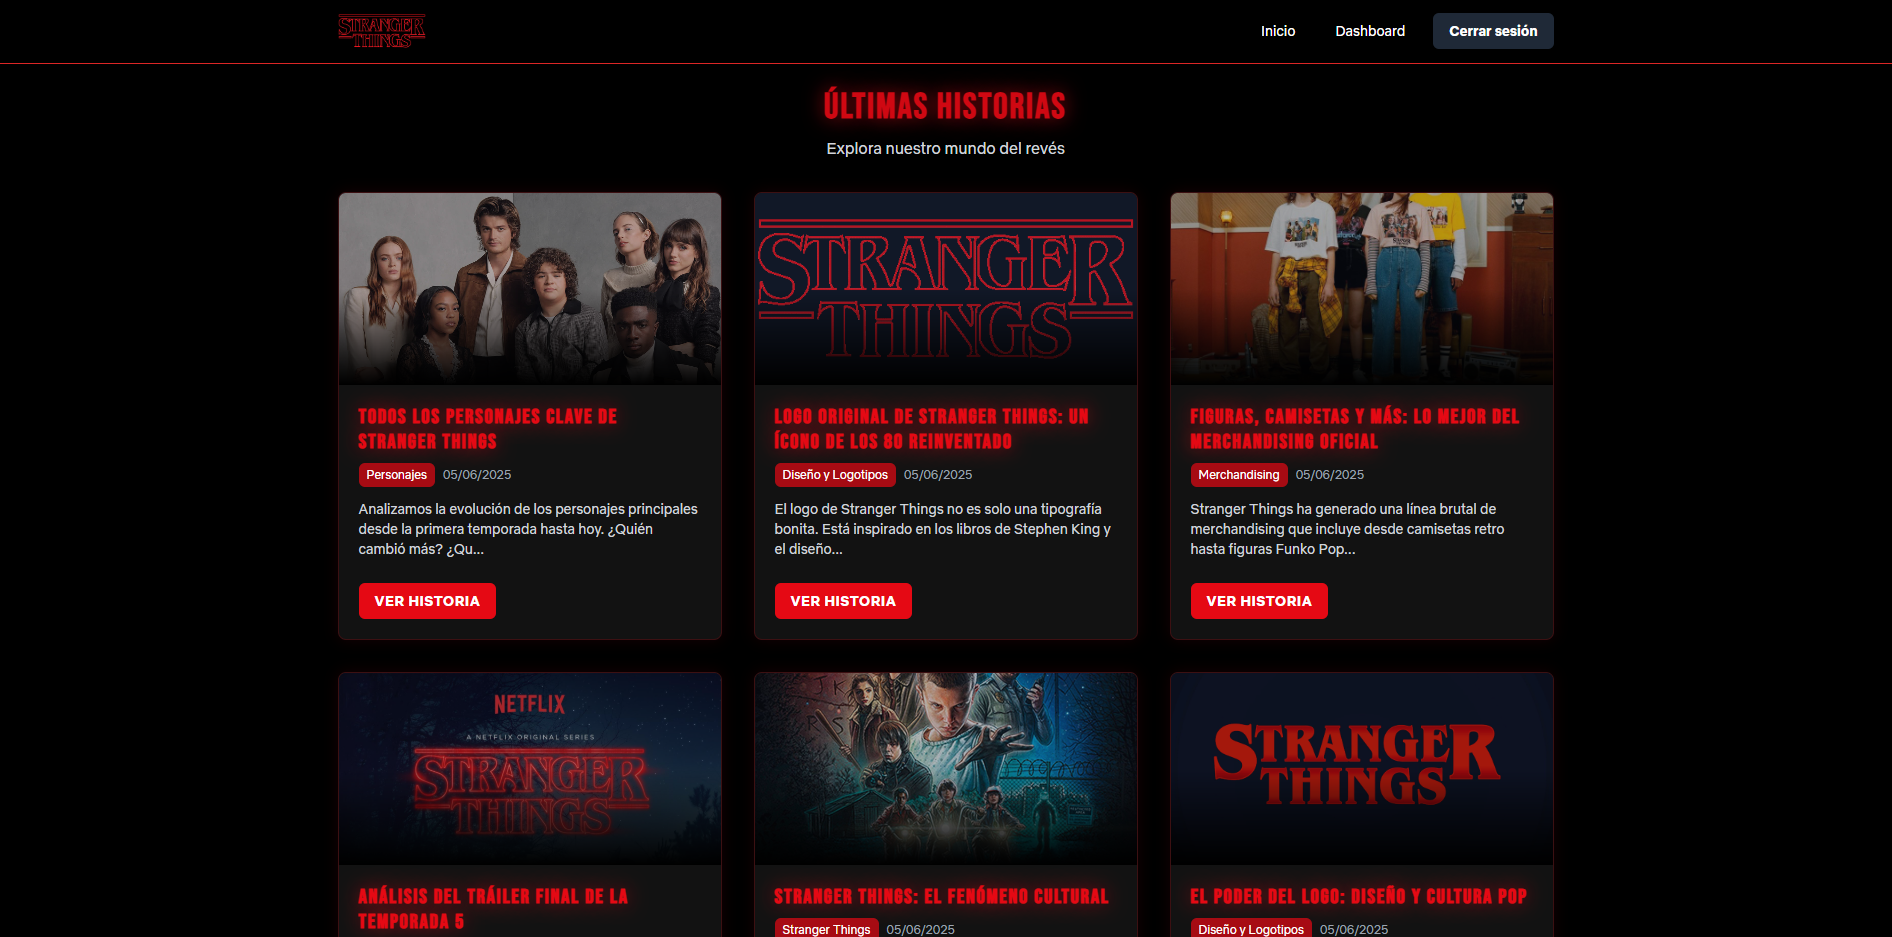 STRANGER
THINGS
Inicio
Dashboard
Cerrar sesión
ÚLTIMAS HISTORIAS
Explora nuestro mundo del revés
STRANGER
THINGS
TODOS LOS PERSONAJES CLAVE DE
STRANGER THINGS
Personajes 05/06/2025
Analizamos la evolución de los personajes principales
desde la primera temporada hasta hoy. ¿Quién
cambió más? ¿Qu...
VER HISTORIA
LOGO ORIGINAL DE STRANGER THINGS: UN
ÍCONO DE LOS 80 REINVENTADO
Diseño y Logotipos 05/06/2025
El logo de Stranger Things no es solo una tipografía
bonita. Está inspirado en los libros de Stephen King y
el diseño...
VER HISTORIA
FIGURAS, CAMISETAS Y MÁS: LO MEJOR DEL
MERCHANDISING OFICIAL
Merchandising 05/06/2025
Stranger Things ha generado una línea brutal de
merchandising que incluye desde camisetas retro
hasta figuras Funko Pop...
VER HISTORIA
NETFLIX
A NETFLIX ORIGINAL SERIES
STRANGER
THINGS
ANÁLISIS DEL TRÁILER FINAL DE LA
TEMPORADA 5
STRANGER THINGS: EL FENÓMENO CULTURAL
Stranger Things 05/06/2025
STRANGER
THINGS
EL PODER DEL LOGO: DISEÑO Y CULTURA POP
Diseño y Logotipos 05/06/2025